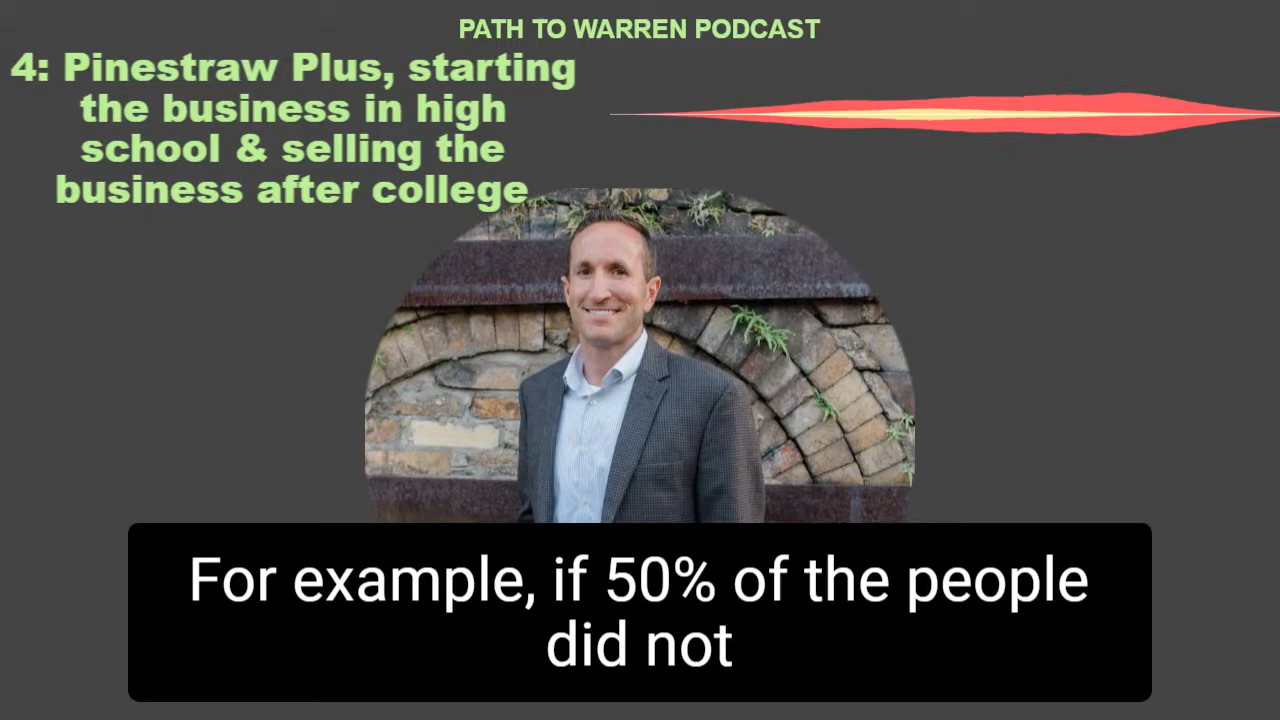 PATH TO WARREN PODCAST
4: Pinestraw Plus, starting
the business in high
school & selling the
business after college
For example, if 50% of the people
did not